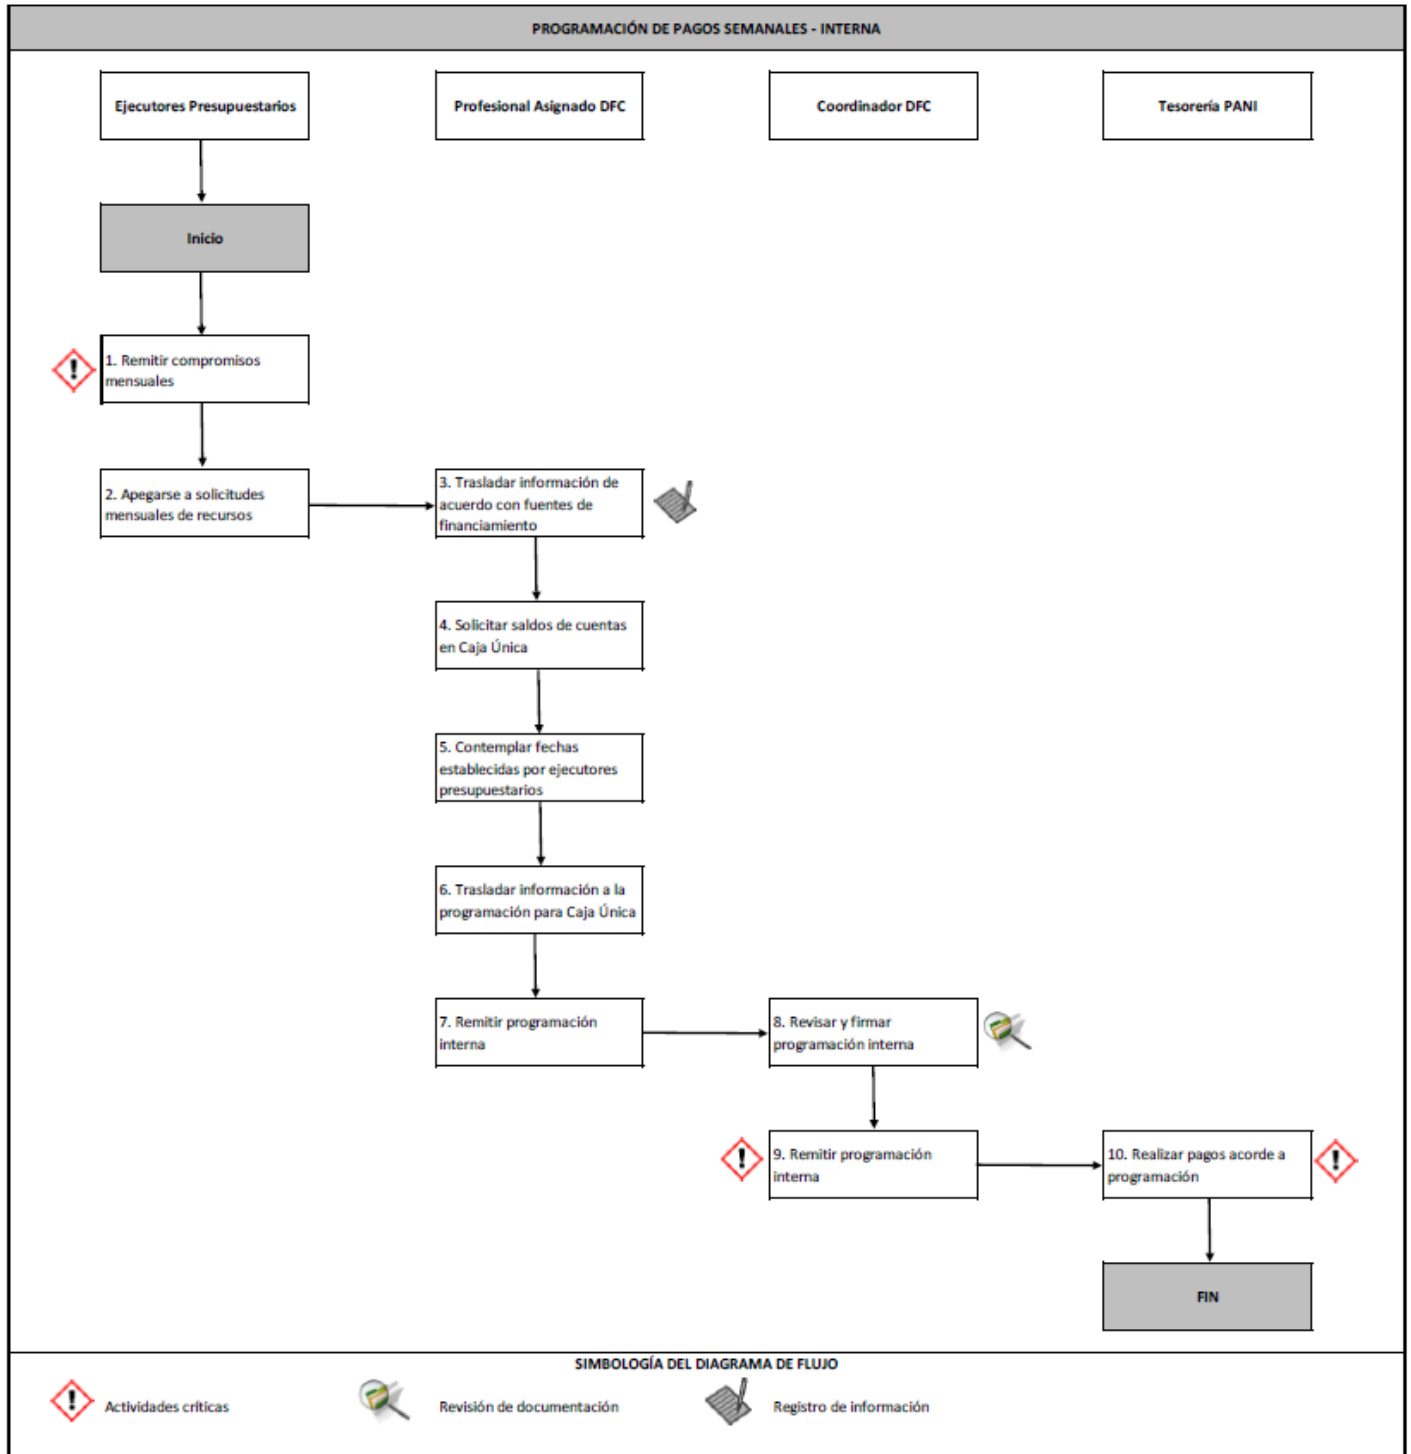 PROGRAMACIÓN DE PAGOS SEMANALES - INTERNA
Ejecutores Presupuestarios
Profesional Asignado DFC
Coordinador DFC
Tesorería PANI
Inicio
1. Remitir compromisos
mensuales
2. Apegarse a solicitudes
mensuales de recursos
3. Trasladar información de
acuerdo con fuentes de
financiamiento
4. Solicitar saldos de cuentas
en Caja Única
5. Contemplar fechas
establecidas por ejecutores
presupuestarios
6. Trasladar información a la
programación para Caja Única
7. Remitir programación
interna
8. Revisar y firmar
programación interna
9. Remitir programación
interna
10. Realizar pagos acorde a
programación
FIN
SIMBOLOGÍA DEL DIAGRAMA DE FLUJO
Actividades críticas
Revisión de documentación
Registro de información